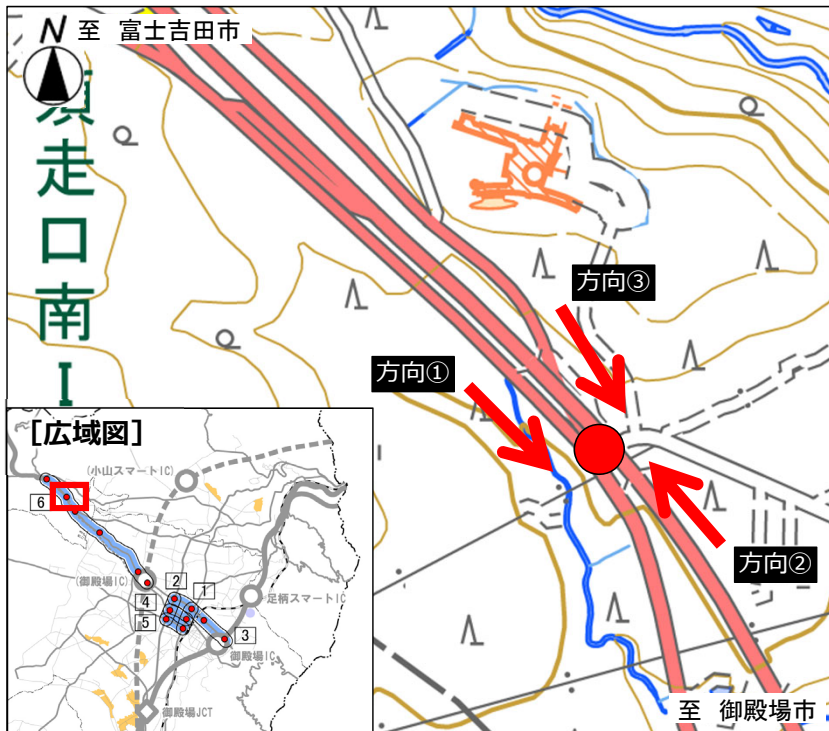 N 至 富士吉田市
須走口南I
方向③
方向①
方向②
[広域図]
(小山スマートIC)
6
(御殿場IC)
2
1
4
足柄スマートIC
5
3
御殿場IC
御殿場JCT
至 御殿場市